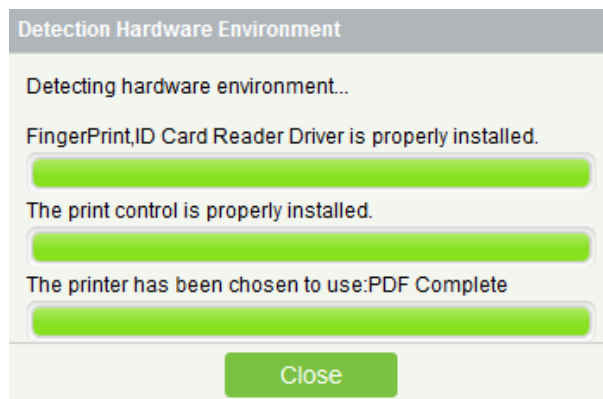 Detection Hardware Environment
Detecting hardware environment...
FingerPrint,ID Card Reader Driver is properly installed.
The print control is properly installed.
The printer has been chosen to use:PDF Complete
Close